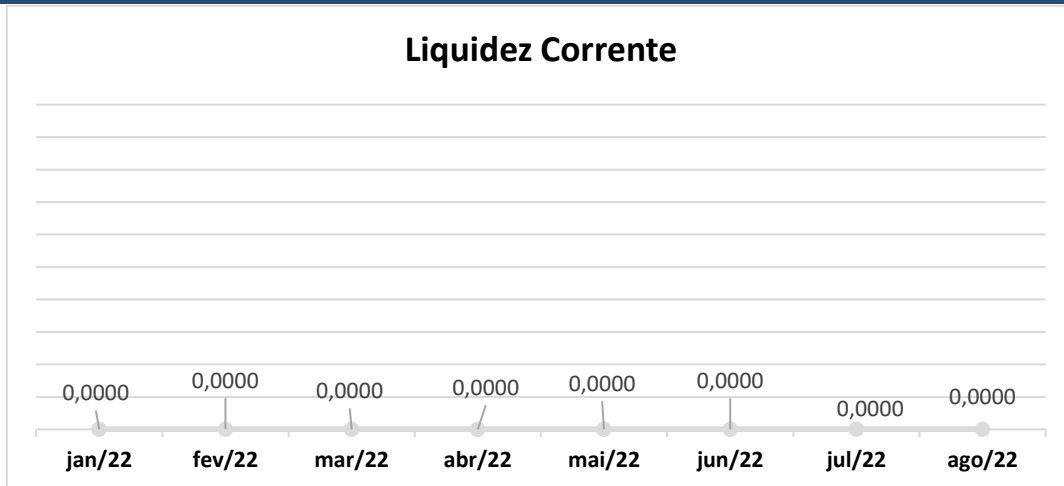 Liquidez Corrente
0,0000 0,0000 0,0000 0,0000 0,0000 0,0000 0,0000 0,0000
jan/22 fev/22 mar/22 abr/22 mai/22 jun/22 jul/22 ago/22